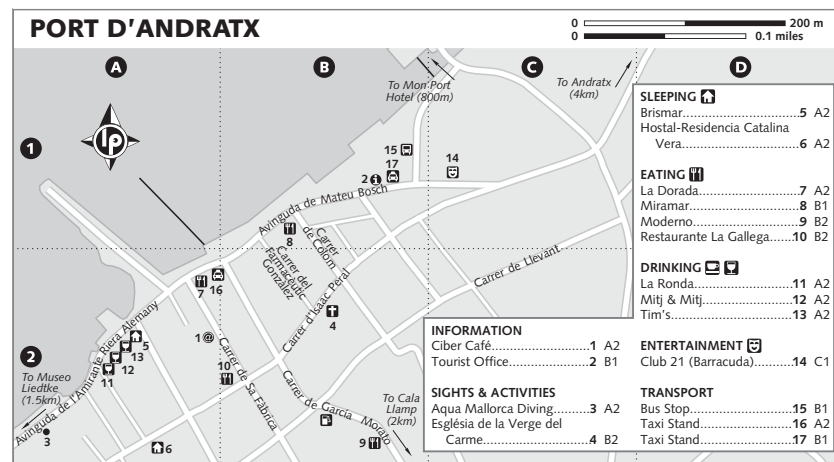 PORT D'ANDRATX
0 200 m
0 0.1 miles
A B C D
1
2
lp
To Mon Port
Hotel (800m)
To Andratx
(4km)
15
17
2
14
Avinguda de Mateu Bosch
8
Carrer
de Colom
Carrer del
Farmacèutic
González
Carrer d'Isaac Peral
Carrer de Llevant
7 16
4
1 @
10
Carrer de Sa Fàbrica
Avinguda de l'Amirante Riera Alemany
5
13
12
11
To Museo
Liedtke
(1.5km)
3
6
Carrer de García Morato
9
To Cala
Llamp
(2km)
INFORMATION
Ciber Café....................1 A2
Tourist Office................2 B1
SIGHTS & ACTIVITIES
Aqua Mallorca Diving..........3 A2
Església de la Verge del
Carme.....................4 B2
SLEEPING
Brismar..........................5 A2
Hostal-Residencia Catalina
Vera..........................6 A2
EATING
La Dorada........................7 A2
Miramar..........................8 B1
Moderno..........................9 B2
Restaurante La Gallega..........10 B2
DRINKING
La Ronda........................11 A2
Mitj & Mitj.....................12 A2
Tim's...........................13 A2
ENTERTAINMENT
Club 21 (Barracuda).............14 C1
TRANSPORT
Bus Stop........................15 B1
Taxi Stand......................16 A2
Taxi Stand......................17 B1